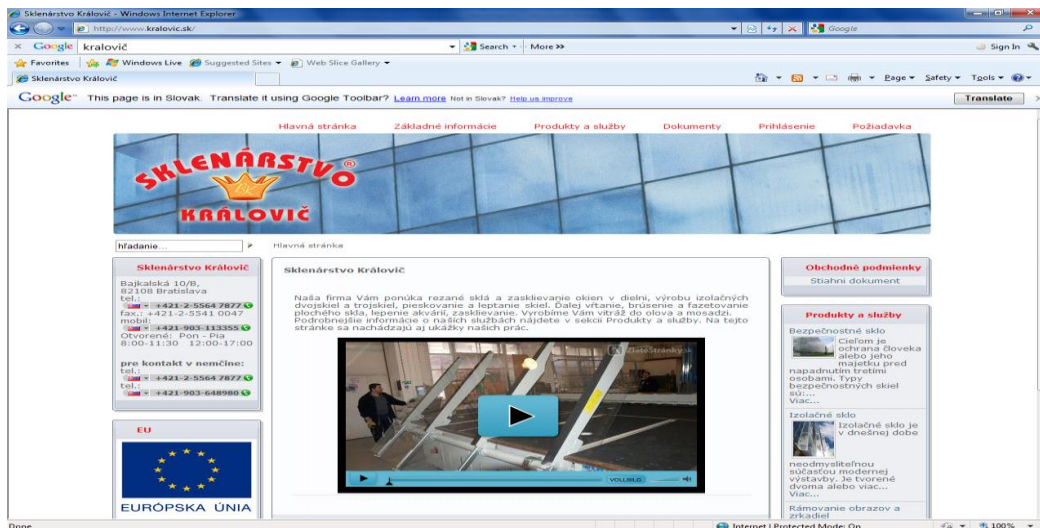 Sklenárstvo Královič - Windows Internet Explorer
http://www.kralovic.sk/
Google
Google kralovič Search More >> Sign In
Favorites Windows Live Suggested Sites Web Slice Gallery
Sklenárstvo Královič
Page Safety Tools
Google This page is in Slovak. Translate it using Google Toolbar? Learn more Not in Slovak? Help us improve Translate
Hlavná stránka Základné informácie Produkty a služby Dokumenty Prihlásenie Požiadavka
SKLENÁRSTVO®
KRÁLOVIČ
hľadanie...
Hlavná stránka
Sklenárstvo Královič
Bajkalská 10/B,
82108 Bratislava
tel.:
+421-2-5564 7877
fax.: +421-2-5541 0047
mobil:
+421-903-113355
Otvorené: Pon - Pia
8:00-11:30 12:00-17:00
pre kontakt v nemčine:
tel.:
+421-2-5564 7877
tel.:
+421-903-648980
EU
EURÓPSKA ÚNIA
Sklenárstvo Královič
Naša firma Vám ponúka rezané sklá a zasklievanie okien v dielni, výrobu izolačných
dvojskiel a trojskiel, pieskovanie a leptanie skiel. Ďalej vŕtanie, brúsenie a fazetovanie
plochého skla, lepenie akvárií, zasklievanie. Vyrobíme Vám vitráž do olova a mosadzi.
Podrobnejšie informácie o našich službách nájdete v sekcii Produkty a služby. Na tejto
stránke sa nachádzajú aj ukážky našich prác.
ZlatéStránky.sk
VOLLBILD
Obchodné podmienky
Stiahni dokument
Produkty a služby
Bezpečnostné sklo
Cieľom je
ochrana človeka
alebo jeho
majetku pred
napadnutím tretími
osobami. Typy
bezpečnostných skiel
sú:...
Viac...
Izolačné sklo
Izolačné sklo je
v dnešnej dobe
neodmysliteľnou
súčasťou modernej
výstavby. Je tvorené
dvoma alebo viac...
Viac...
Rámovanie obrazov a
zrkadiel
Done
Internet | Protected Mode: On
100%